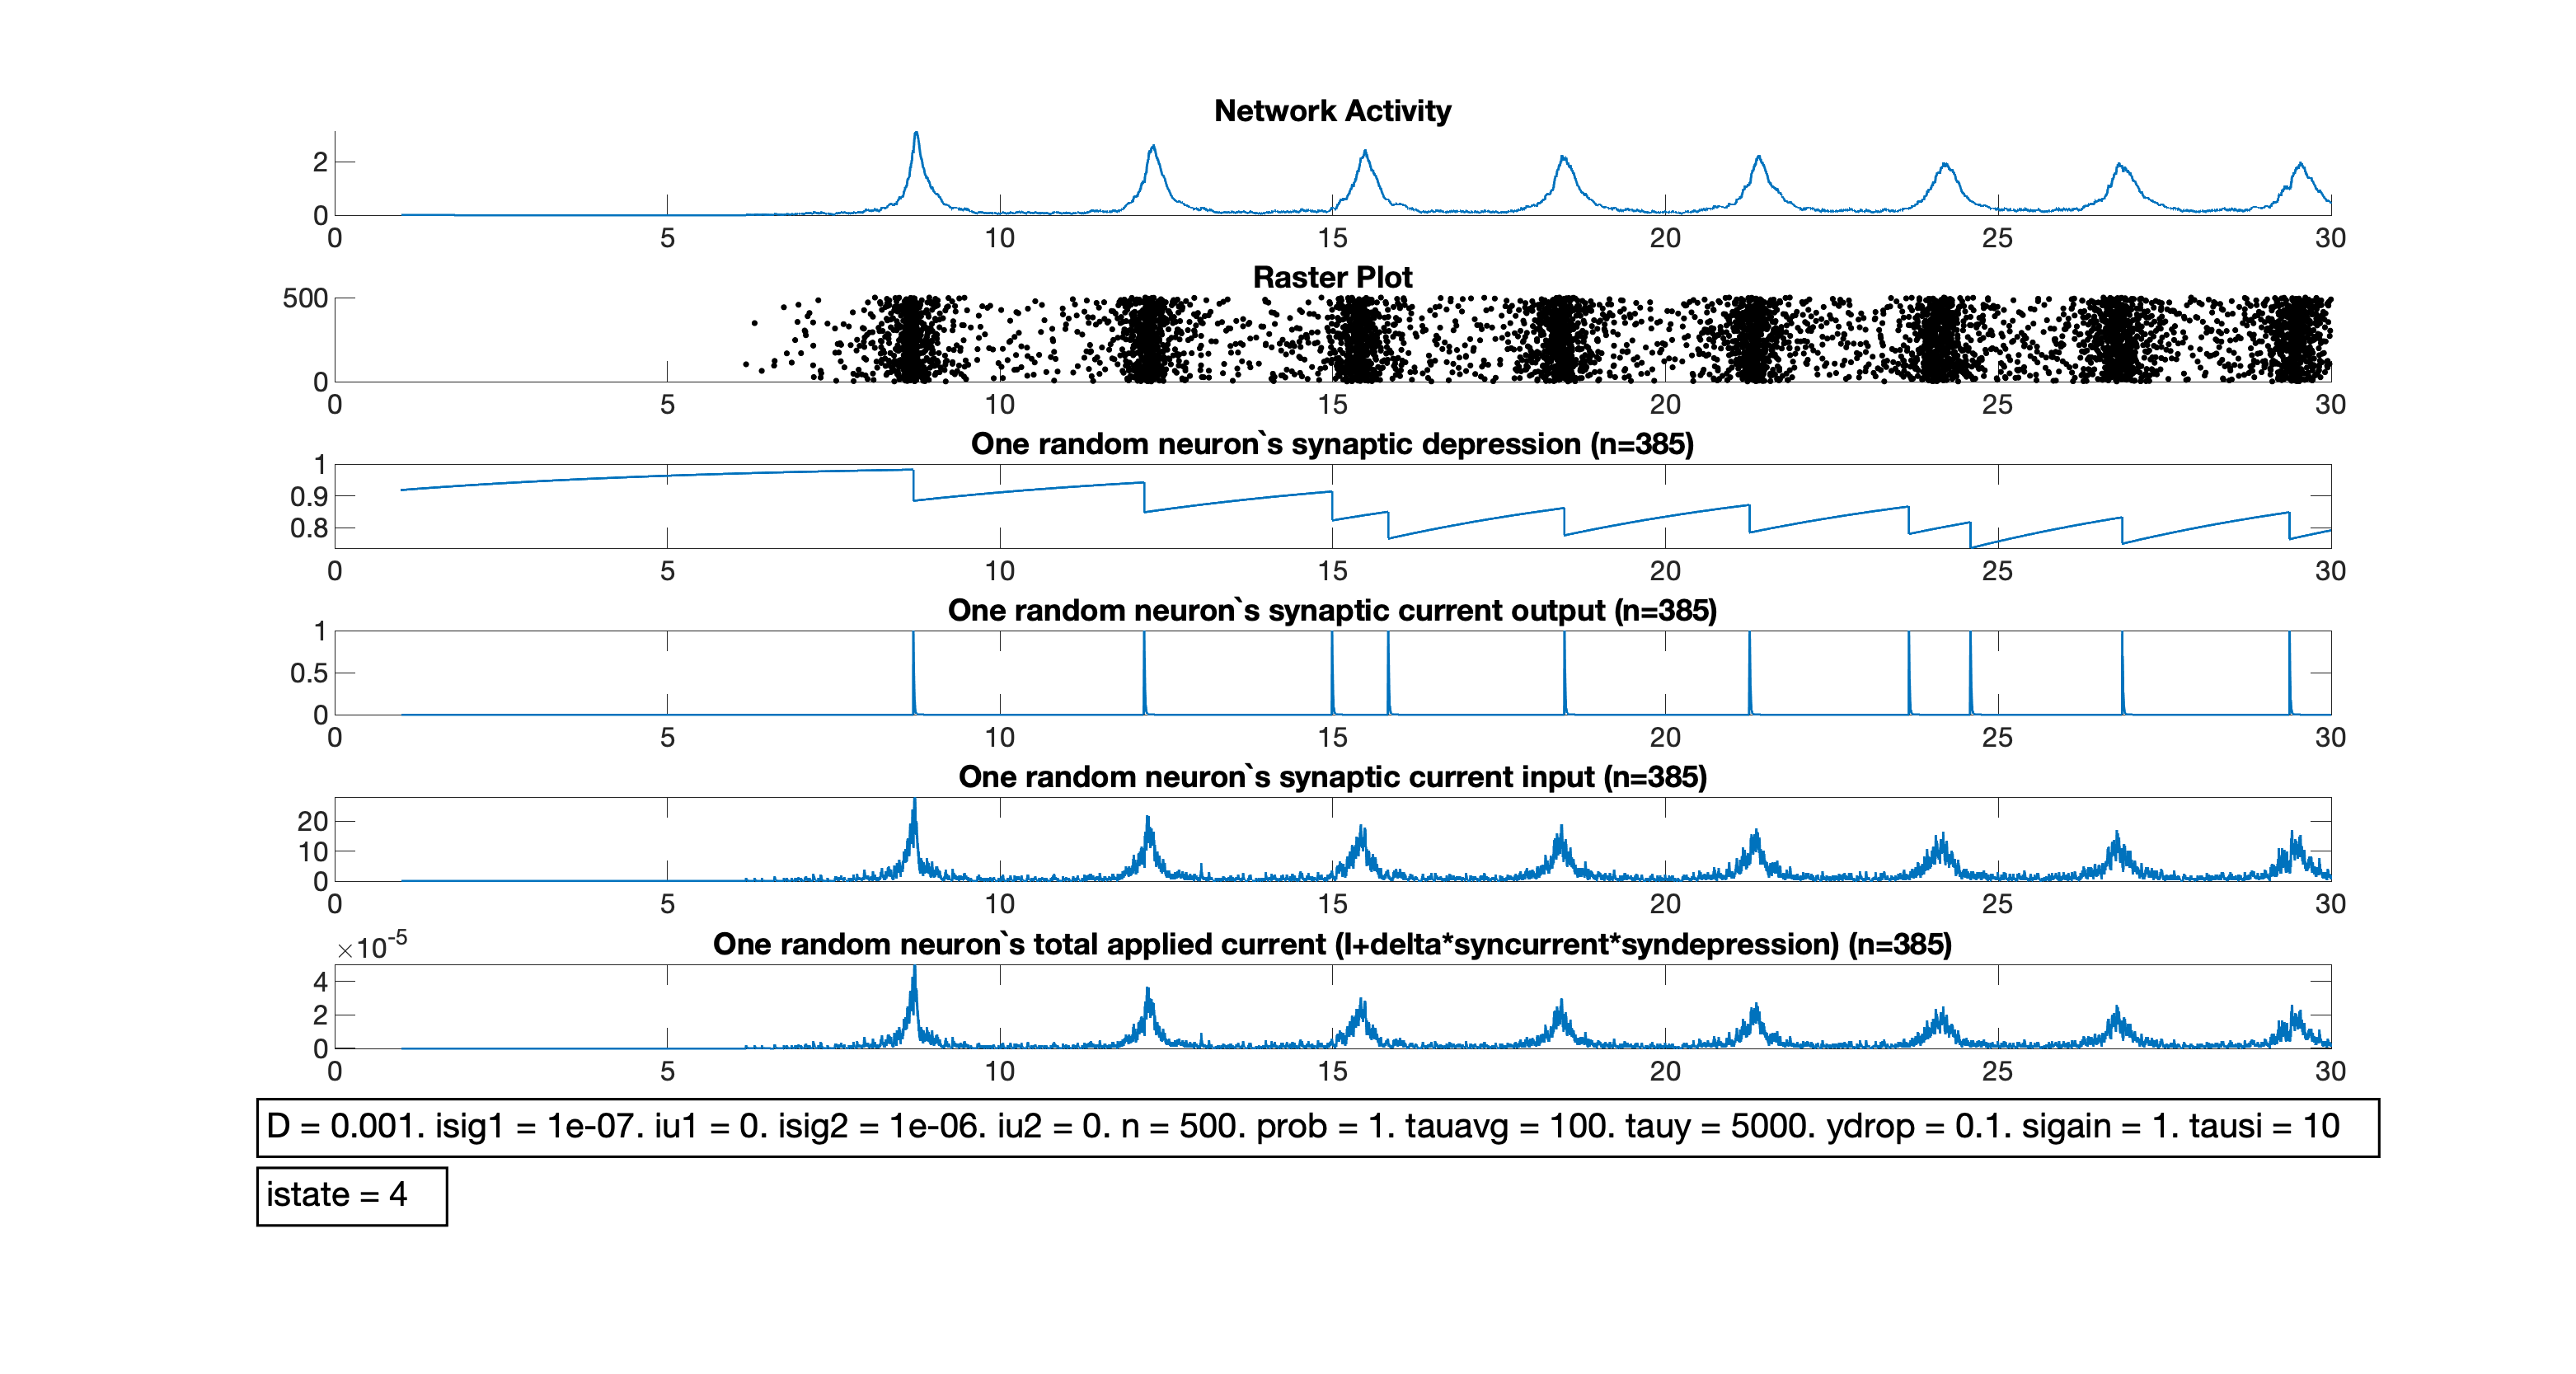 Network Activity
2
0
0 5 10 15 20 25 30
Raster Plot
500
0
0 5 10 15 20 25 30
One random neuron`s synaptic depression (n=385)
1
0.9
0.8
0 5 10 15 20 25 30
One random neuron`s synaptic current output (n=385)
1
0.5
0
0 5 10 15 20 25 30
One random neuron`s synaptic current input (n=385)
20
10
0
0 5 10 15 20 25 30
×10-5
One random neuron`s total applied current (I+delta*syncurrent*syndepression) (n=385)
4
2
0
0 5 10 15 20 25 30
D = 0.001. isig1 = 1e-07. iu1 = 0. isig2 = 1e-06. iu2 = 0. n = 500. prob = 1. tauavg = 100. tauy = 5000. ydrop = 0.1. sigain = 1. tausi = 10
istate = 4